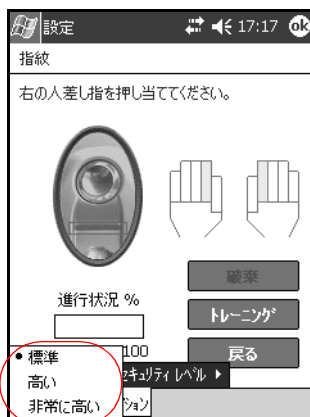 設定 17:17 ok
指紋
右の人差し指を押し当ててください。
破棄
進行状況 %
トレーニング
100
戻る
セキュリティ レベル
標準
高い
非常に高い
ション